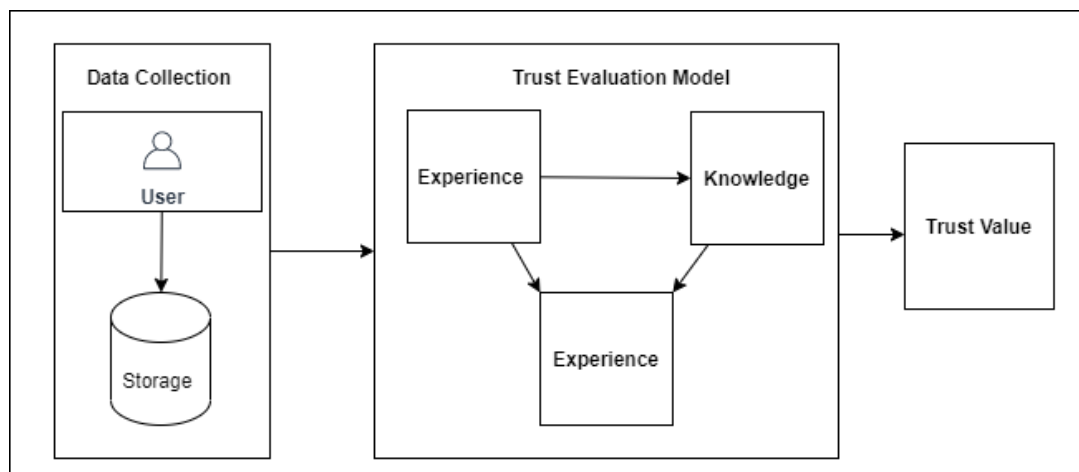 Data Collection
User
Storage
Trust Evaluation Model
Experience
Knowledge
Experience
Trust Value